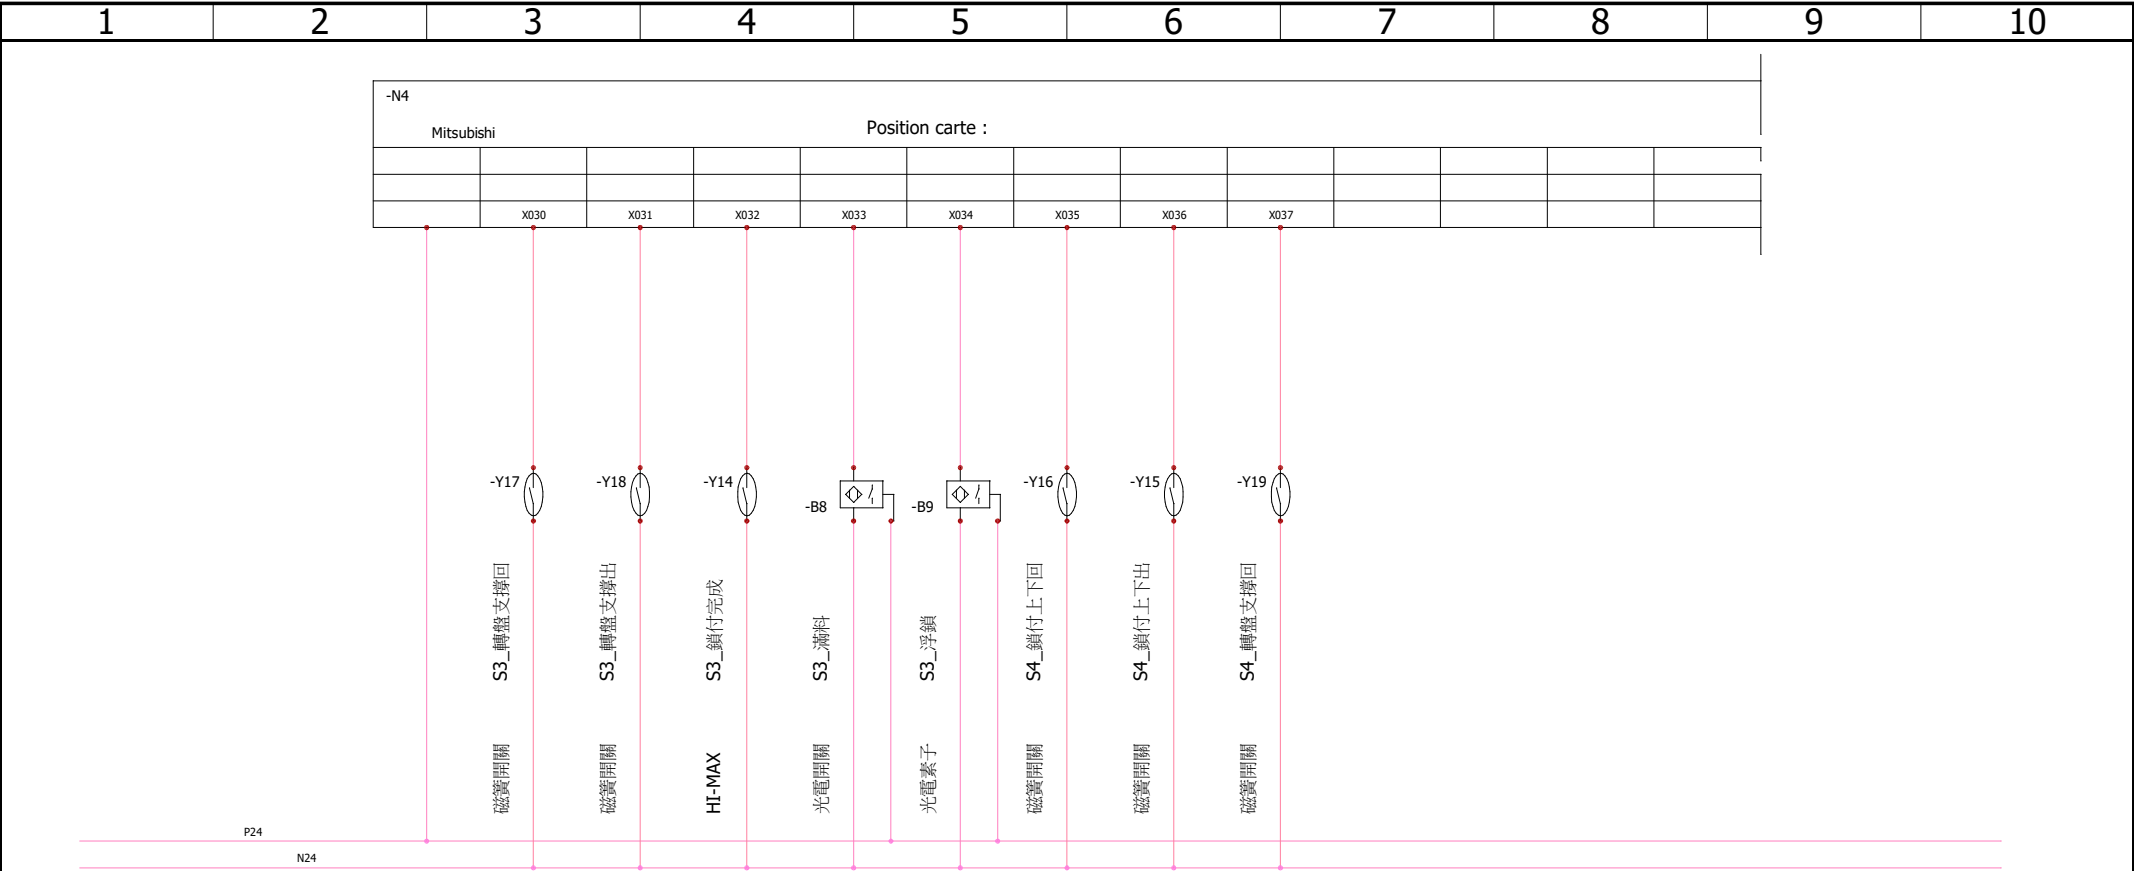 1 2 3 4 5 6 7 8 9 10
-N4
Mitsubishi
Position carte :
X030 X031 X032 X033 X034 X035 X036 X037
-Y17
-Y18
-Y14
-B8
-B9
-Y16
-Y15
-Y19
S3_轉盤支撐回
S3_轉盤支撐出
S3_鎖付完成
S3_滿料
S3_浮鎖
S4_鎖付上下回
S4_鎖付上下出
S4_轉盤支撐回
磁簧開關
磁簧開關
HI-MAX
光電開關
光電素子
磁簧開關
磁簧開關
磁簧開關
P24
N24